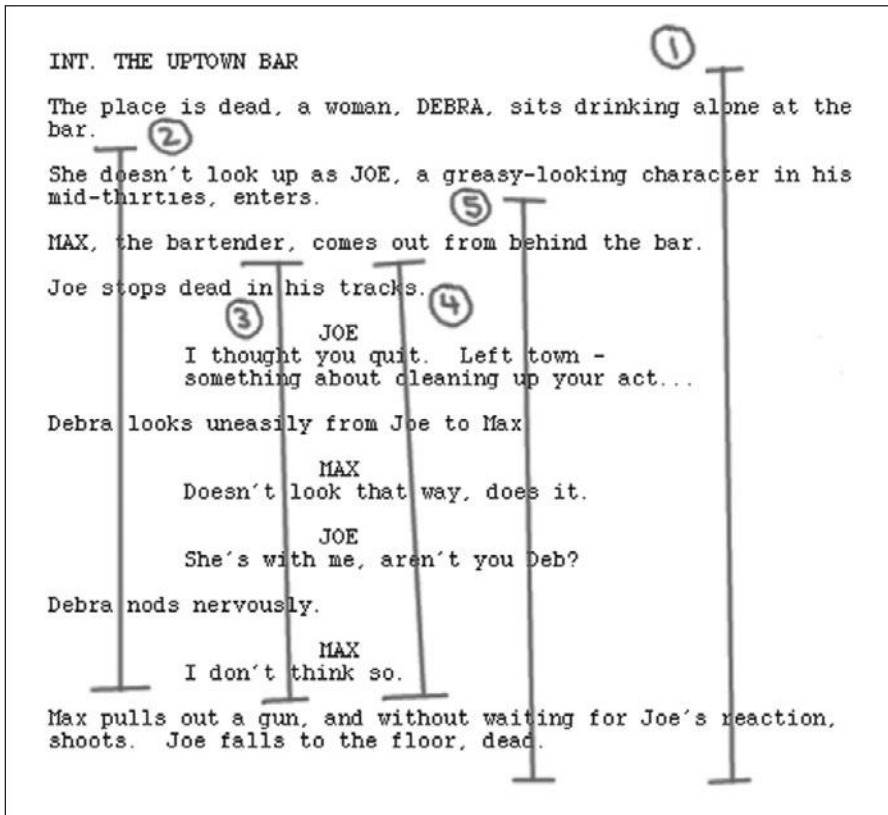 ①
INT. THE UPTOWN BAR
The place is dead, a woman, DEBRA, sits drinking alone at the
bar.
②
She doesn't look up as JOE, a greasy-looking character in his
mid-thirties, enters.
⑤
MAX, the bartender, comes out from behind the bar.
Joe stops dead in his tracks.
④
③
JOE
I thought you quit.  Left town -
something about cleaning up your act...
Debra looks uneasily from Joe to Max
MAX
Doesn't look that way, does it.
JOE
She's with me, aren't you Deb?
Debra nods nervously.
MAX
I don't think so.
Max pulls out a gun, and without waiting for Joe's reaction,
shoots.  Joe falls to the floor, dead.